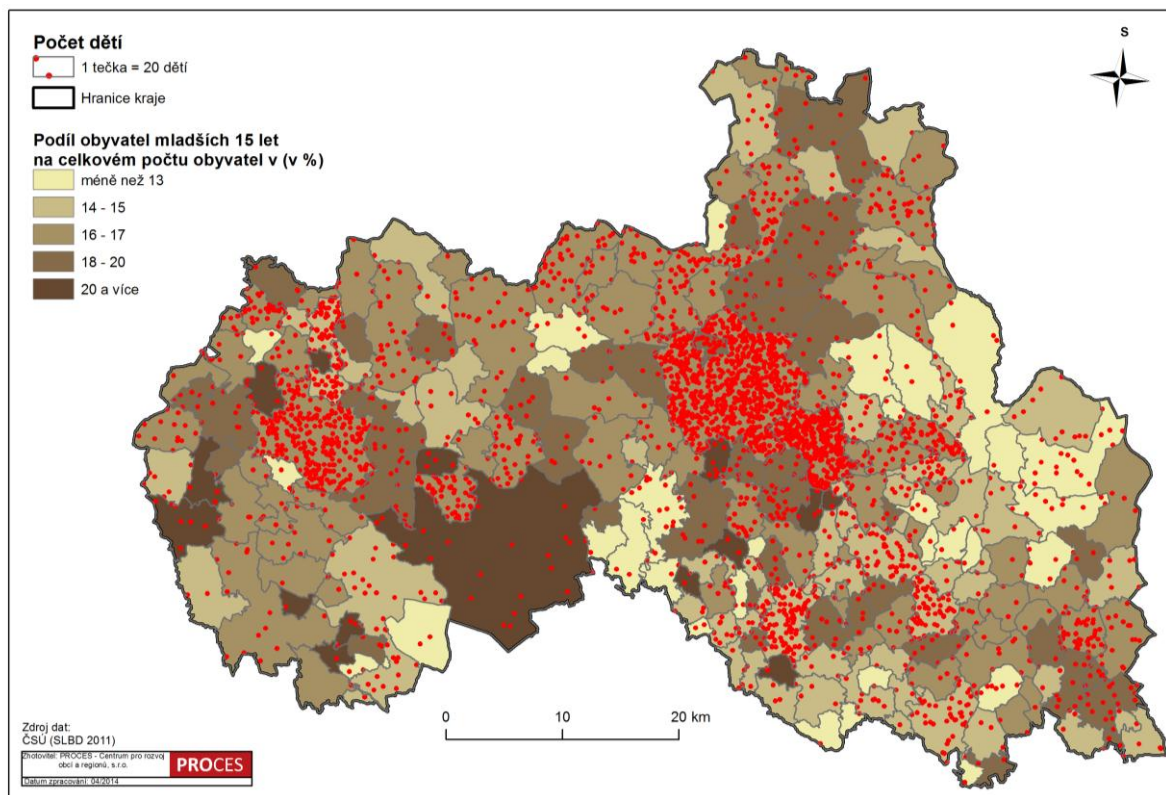 Počet dětí
1 tečka = 20 dětí
Hranice kraje
Podíl obyvatel mladších 15 let
na celkovém počtu obyvatel v (v %)
méně než 13
14 - 15
16 - 17
18 - 20
20 a více
S
0 10 20 km
Zdroj dat:
ČSÚ (SLBD 2011)
Zhotovitel: PROCES - Centrum pro rozvoj
obcí a regionů, s.r.o.
PROCES
Datum zpracování: 04/2014